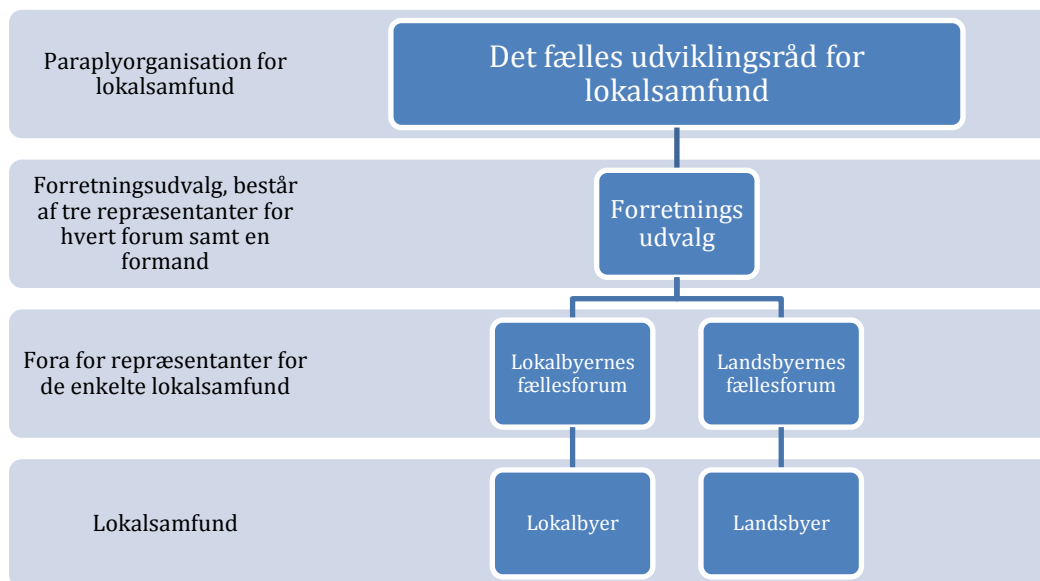 Paraplyorganisation for
lokalsamfund
Det fælles udviklingsråd for
lokalsamfund
Forretningsudvalg, består
af tre repræsentanter for
hvert forum samt en
formand
Forretnings
udvalg
Fora for repræsentanter for
de enkelte lokalsamfund
Lokalbyernes
fællesforum
Landsbyernes
fællesforum
Lokalsamfund
Lokalbyer
Landsbyer